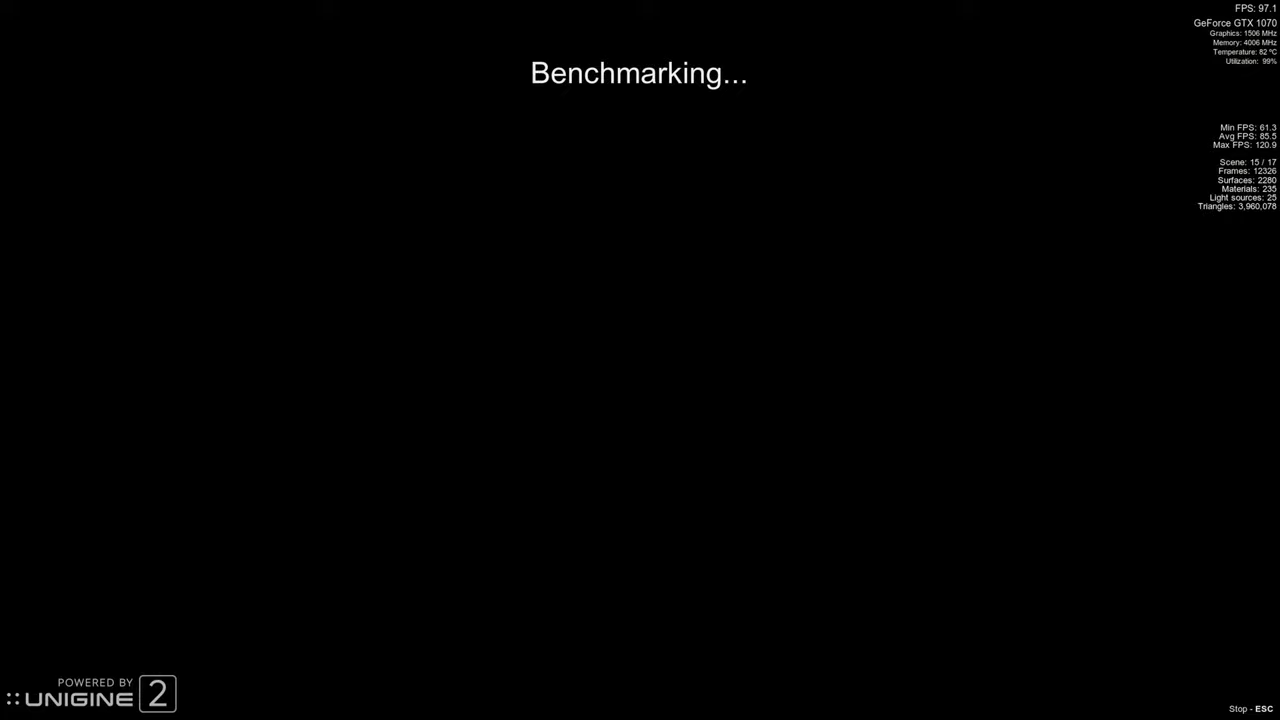 FPS: 97.1
GeForce GTX 1070
Graphics: 1506 MHz
Memory: 4006 MHz
Temperature: 82 ºC
Utilization: 99%
Benchmarking...
Min FPS: 61.3
Avg FPS: 85.5
Max FPS: 120.9
Scene: 15 / 17
Frames: 12326
Surfaces: 2280
Materials: 235
Light sources: 25
Triangles: 3,960,078
POWERED BY
UNIGINE 2
Stop - ESC